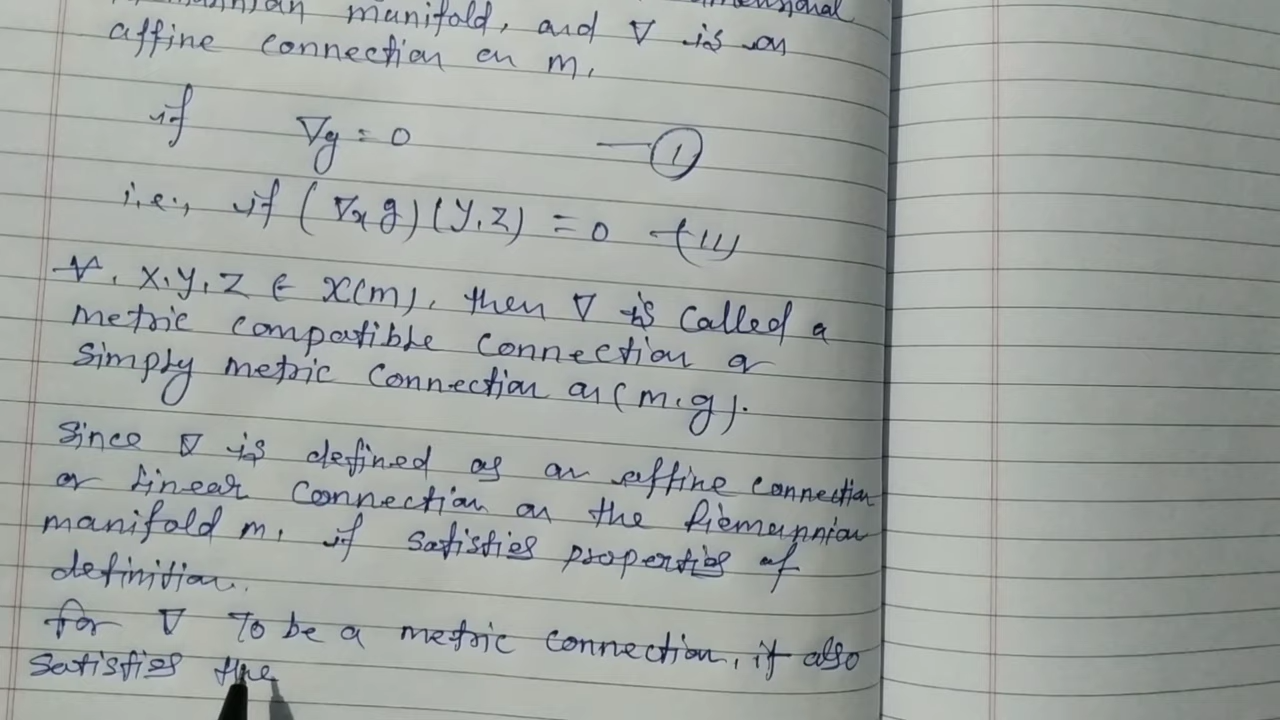 manifold, and ∇ is an
affine connection on M.
if ∇g = 0 — ①
i.e., if (∇x g)(Y, Z) = 0 — (11)
∀, X, Y, Z ∈ X(M), then ∇ is called a
metric compatible connection or
simply metric connection on (M, g).
Since ∇ is defined as an affine connection
or linear connection on the Riemannian
manifold M, it satisfies properties of
definition.
for ∇ To be a metric connection, it also
satisfies the